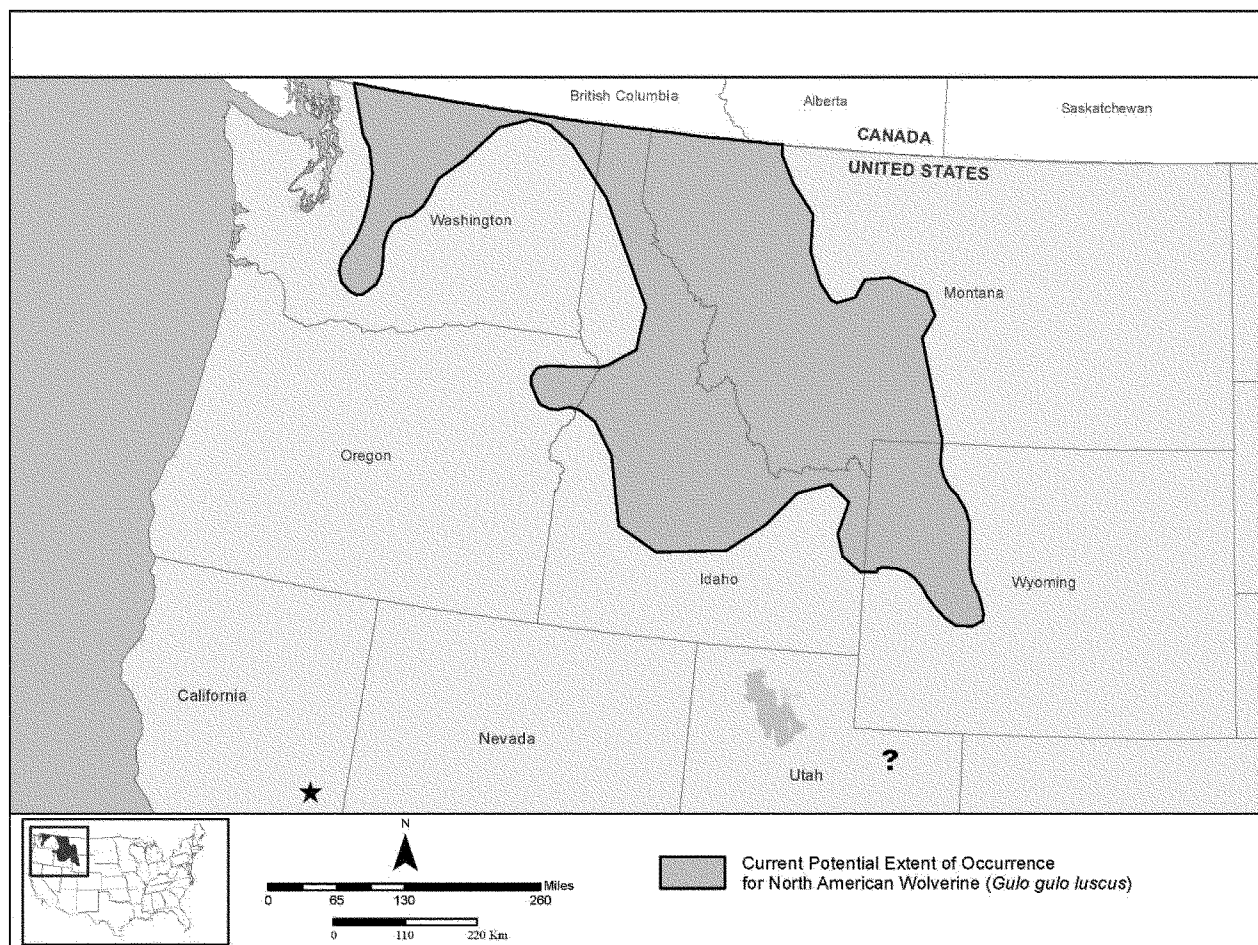 British Columbia
Alberta
Saskatchewan
CANADA
UNITED STATES
Washington
Montana
Oregon
Idaho
Wyoming
California
Nevada
Utah
?
N
Miles
0 65 130 260
0 110 220 Km
Current Potential Extent of Occurrence
for North American Wolverine (Gulo gulo luscus)